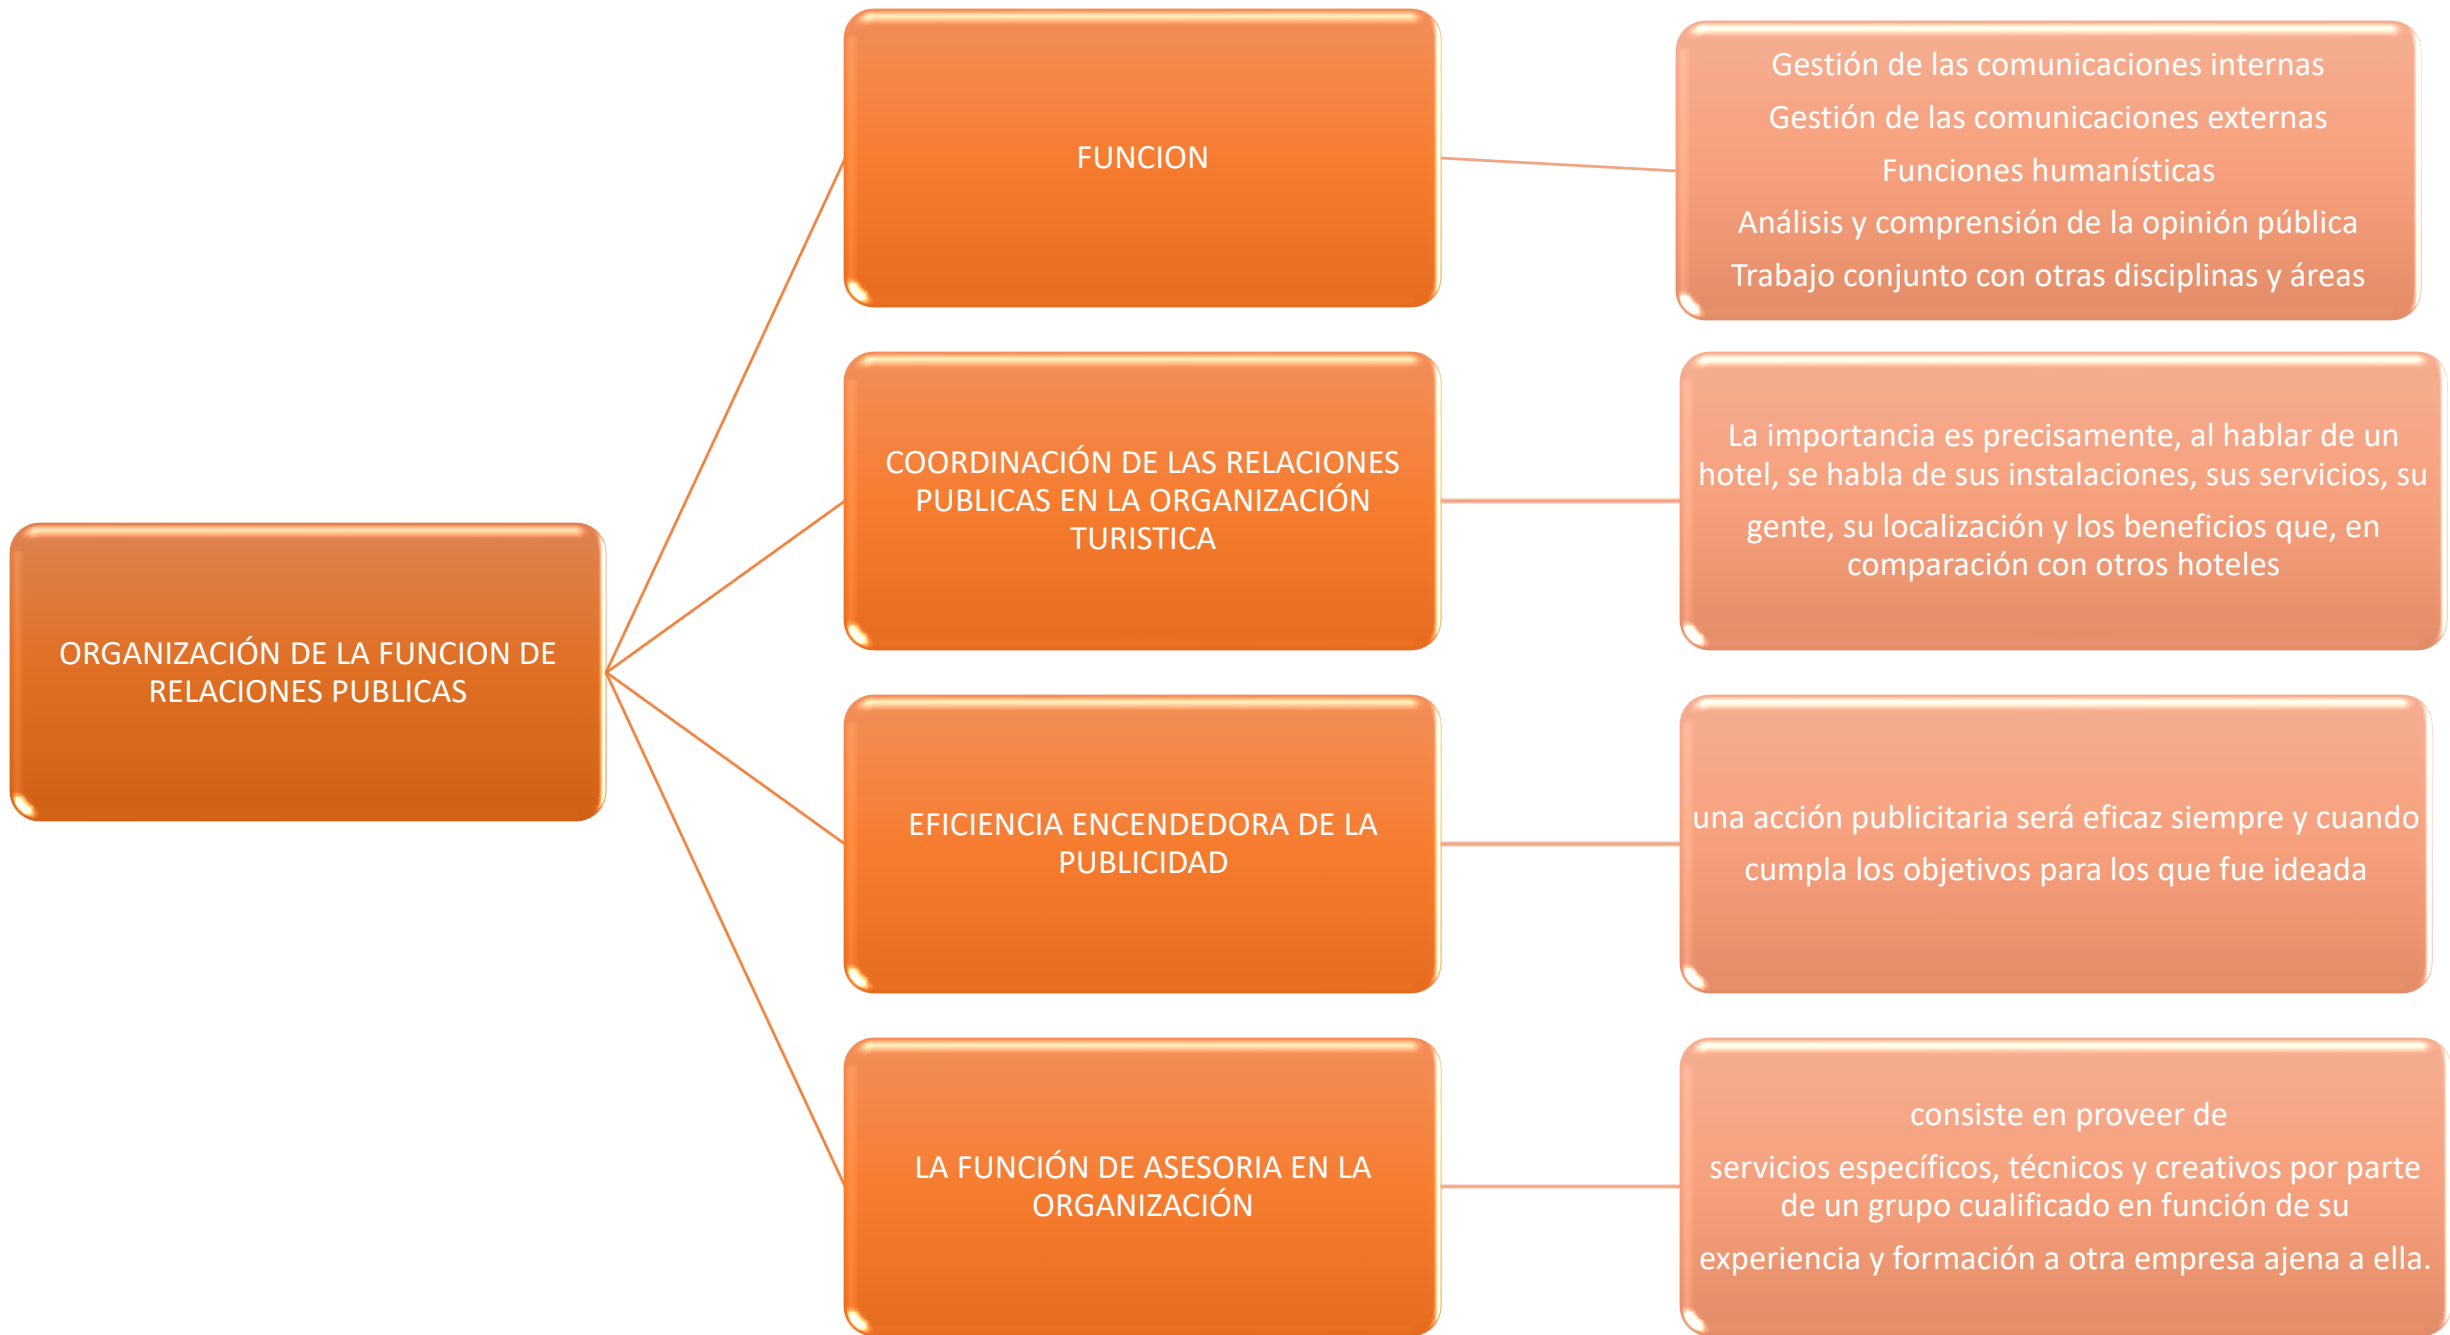 ORGANIZACIÓN DE LA FUNCION DE
RELACIONES PUBLICAS
FUNCION
Gestión de las comunicaciones internas
Gestión de las comunicaciones externas
Funciones humanísticas
Análisis y comprensión de la opinión pública
Trabajo conjunto con otras disciplinas y áreas
COORDINACIÓN DE LAS RELACIONES
PUBLICAS EN LA ORGANIZACIÓN
TURISTICA
La importancia es precisamente, al hablar de un
hotel, se habla de sus instalaciones, sus servicios, su
gente, su localización y los beneficios que, en
comparación con otros hoteles
EFICIENCIA ENCENDEDORA DE LA
PUBLICIDAD
una acción publicitaria será eficaz siempre y cuando
cumpla los objetivos para los que fue ideada
LA FUNCIÓN DE ASESORIA EN LA
ORGANIZACIÓN
consiste en proveer de
servicios específicos, técnicos y creativos por parte
de un grupo cualificado en función de su
experiencia y formación a otra empresa ajena a ella.